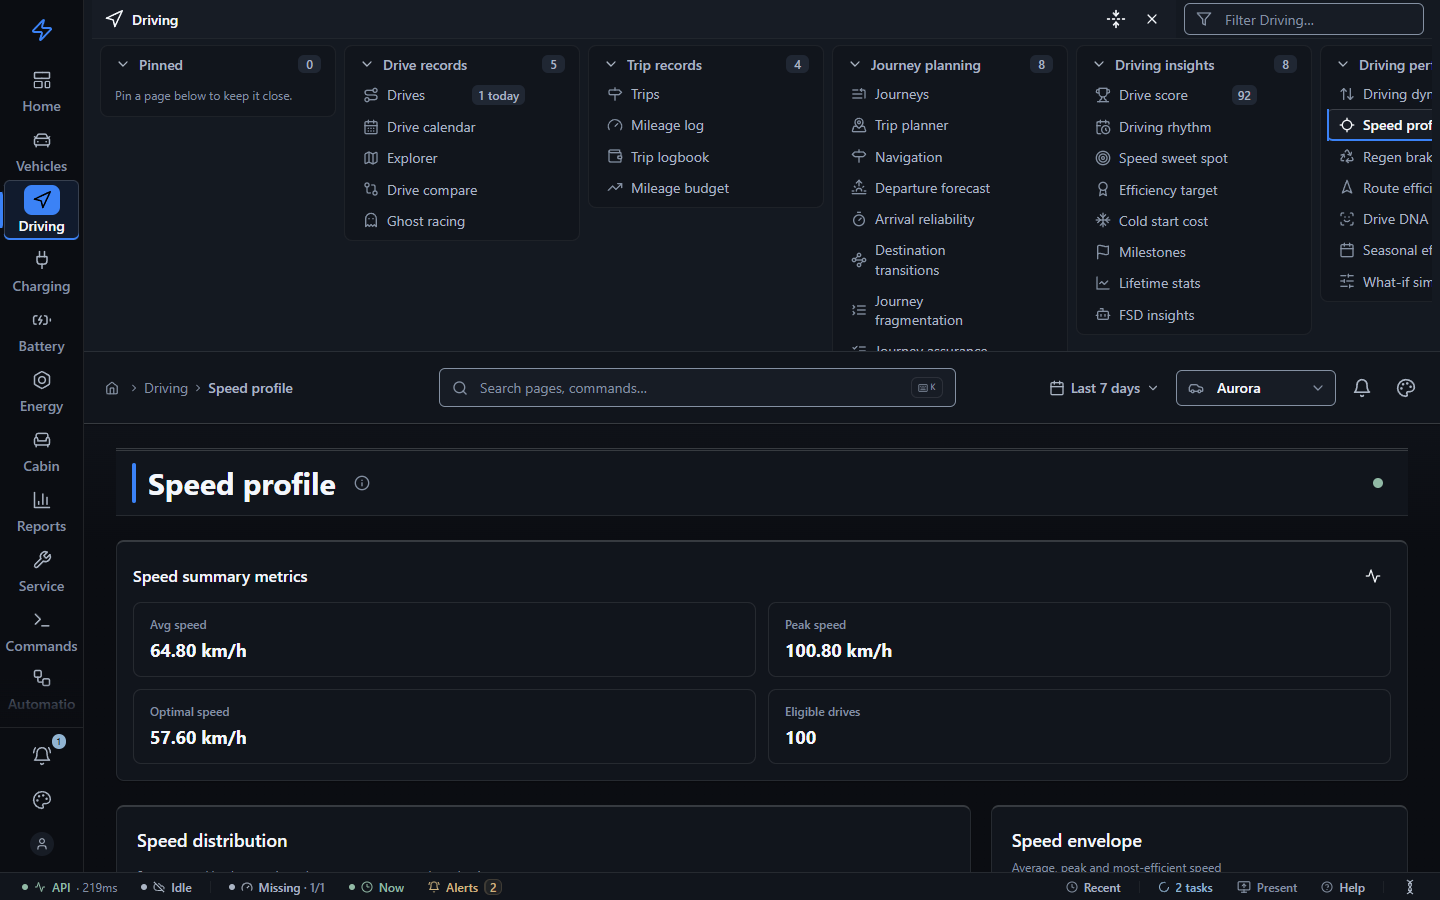 Driving
Filter Driving...
Home
Vehicles
Driving
Charging
Battery
Energy
Cabin
Reports
Service
Commands
Automatio
1
Pinned 0
Pin a page below to keep it close.
Drive records 5
Drives 1 today
Drive calendar
Explorer
Drive compare
Ghost racing
Trip records 4
Trips
Mileage log
Trip logbook
Mileage budget
Journey planning 8
Journeys
Trip planner
Navigation
Departure forecast
Arrival reliability
Destination
transitions
Journey
fragmentation
Journey assurance
Driving insights 8
Drive score 92
Driving rhythm
Speed sweet spot
Efficiency target
Cold start cost
Milestones
Lifetime stats
FSD insights
Driving per
Driving dyn
Speed prof
Regen brak
Route effici
Drive DNA
Seasonal ef
What-if sim
Driving > Speed profile
Search pages, commands...
K
Last 7 days
Aurora
Speed profile
Speed summary metrics
Avg speed
64.80 km/h
Peak speed
100.80 km/h
Optimal speed
57.60 km/h
Eligible drives
100
Speed distribution
Speed envelope
Average, peak and most-efficient speed
API · 219ms
Idle
Missing · 1/1
Now
Alerts 2
Recent
2 tasks
Present
Help